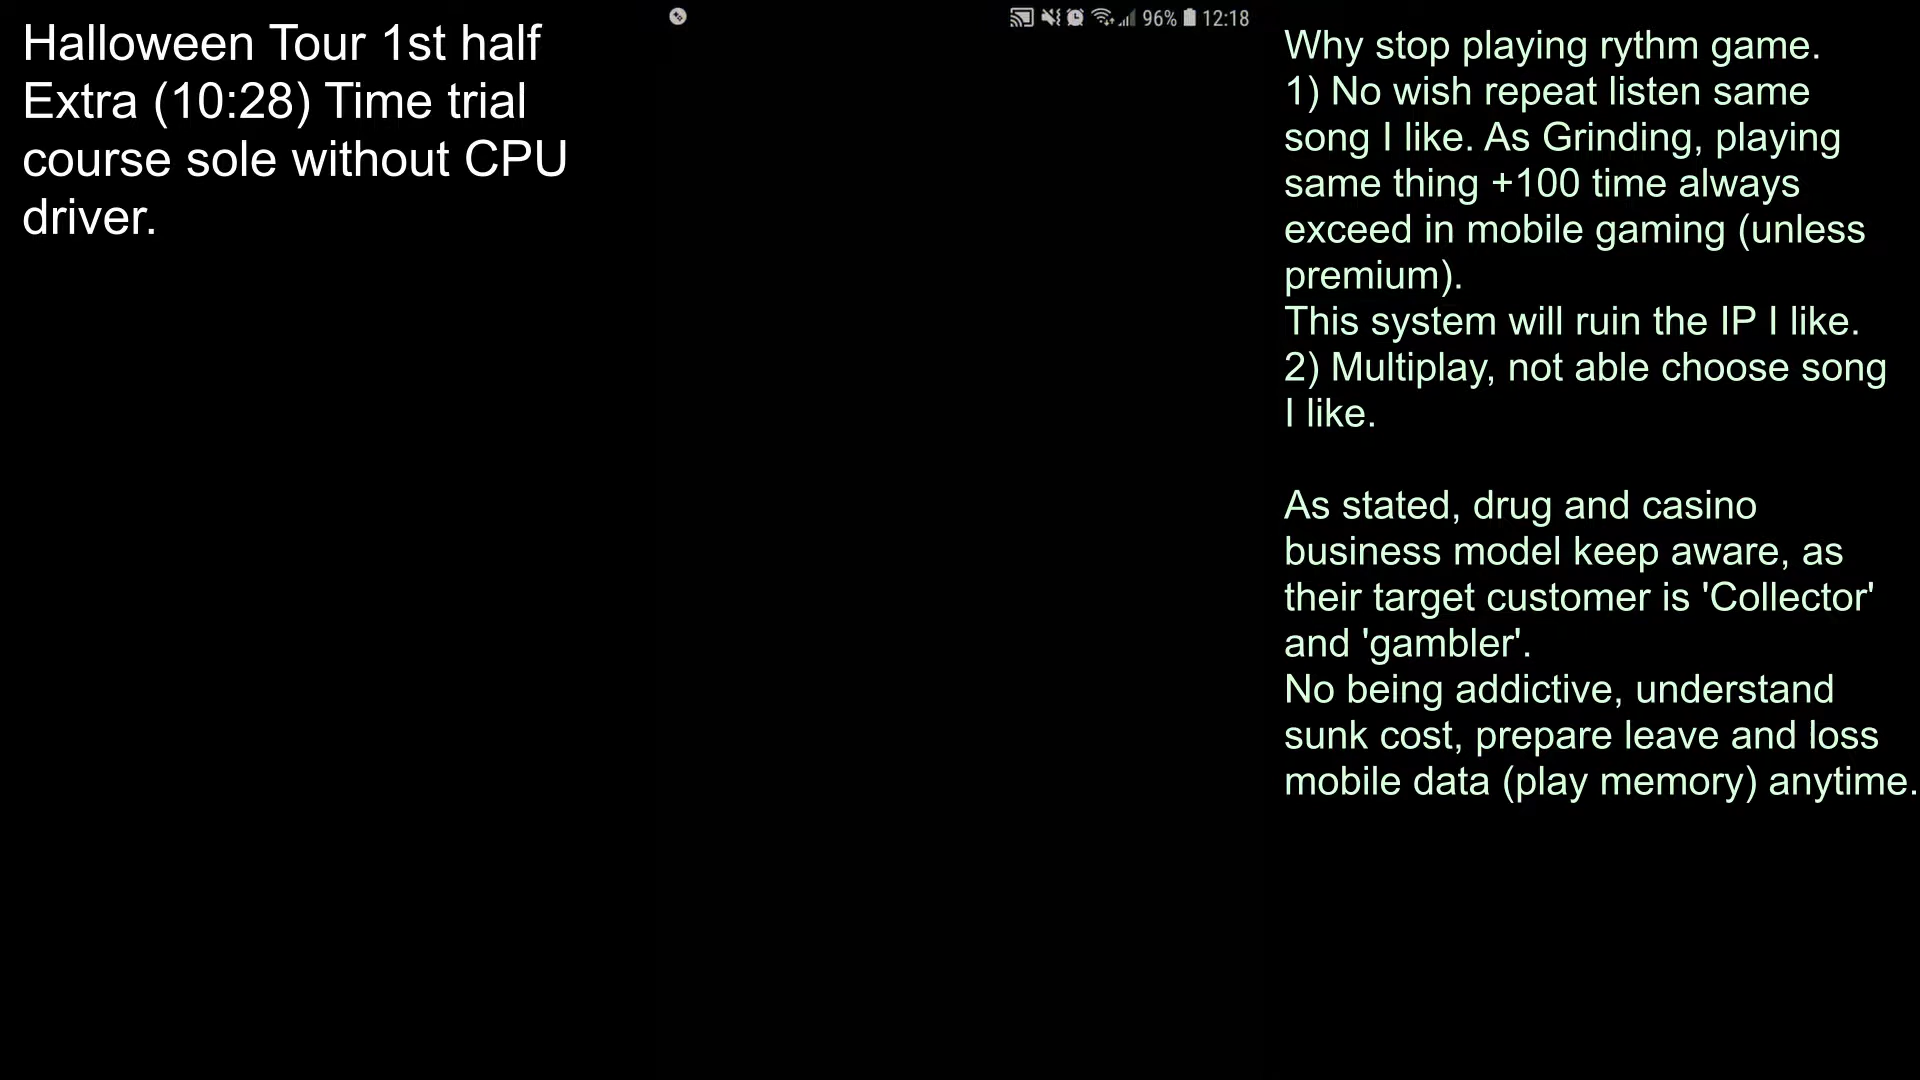 Halloween Tour 1st half
Extra (10:28) Time trial
course sole without CPU
driver.
96% 12:18
Why stop playing rythm game.
1) No wish repeat listen same
song I like. As Grinding, playing
same thing +100 time always
exceed in mobile gaming (unless
premium).
This system will ruin the IP I like.
2) Multiplay, not able choose song
I like.
As stated, drug and casino
business model keep aware, as
their target customer is 'Collector'
and 'gambler'.
No being addictive, understand
sunk cost, prepare leave and loss
mobile data (play memory) anytime.